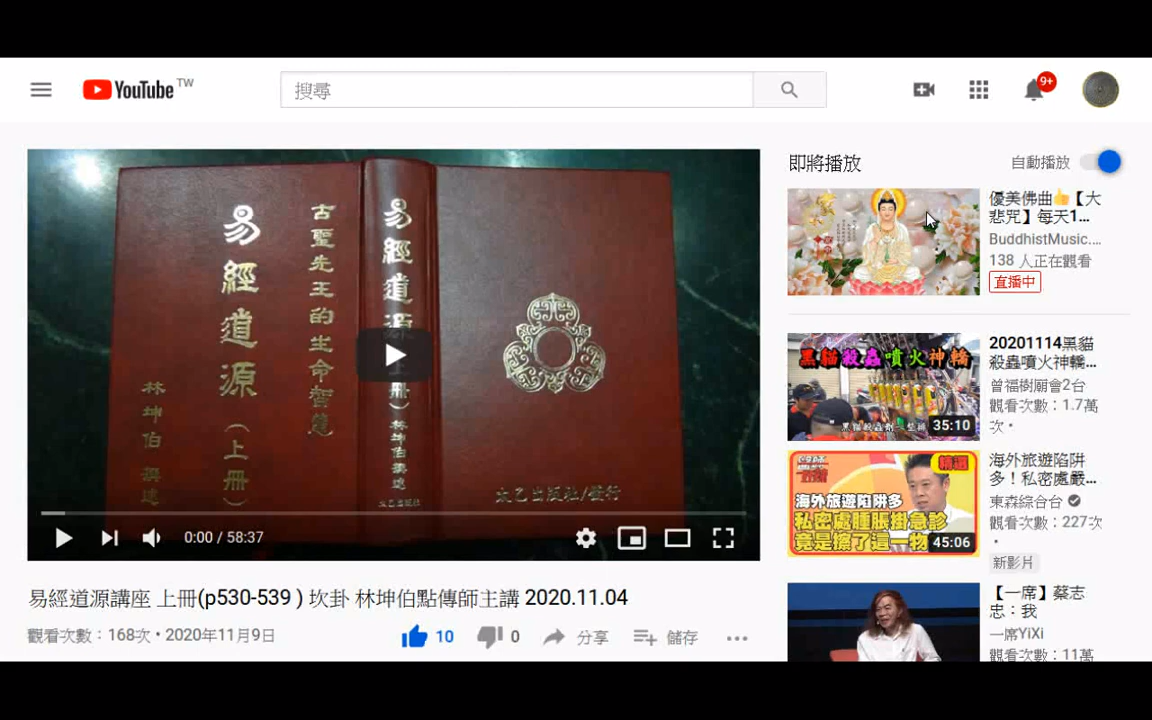 YouTube TW
搜尋
9+
易經道源
(上冊)
古聖先王的生命智慧
林坤伯 撰述
易經道源(上冊)
林坤伯撰述
太乙出版社/發行
0:00 / 58:37
易經道源講座 上冊(p530-539 ) 坎卦 林坤伯點傳師主講 2020.11.04
觀看次數：168次 • 2020年11月9日
10
0
分享
儲存
即將播放
自動播放
優美佛曲👍【大
悲咒】每天1...
BuddhistMusic....
138 人正在觀看
直播中
黑貓殺蟲噴火神轎
35:10
20201114黑貓
殺蟲噴火神轎...
曾福樹廟會2台
觀看次數：1.7萬
次 •
精選
海外旅遊陷阱多
私密處腫脹掛急診
竟是擦了這一物
45:06
海外旅遊陷阱
多！私密處嚴...
東森綜合台
觀看次數：227次
•
新影片
【一席】蔡志
忠：我
一席YiXi
觀看次數：11萬